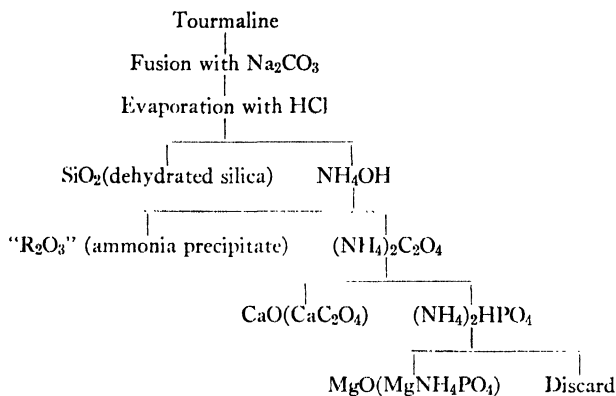 Tourmaline
Fusion with Na₂CO₃
Evaporation with HCl
SiO₂(dehydrated silica) NH₄OH
“R₂O₃” (ammonia precipitate) (NH₄)₂C₂O₄
CaO(CaC₂O₄) (NH₄)₂HPO₄
MgO(MgNH₄PO₄) Discard